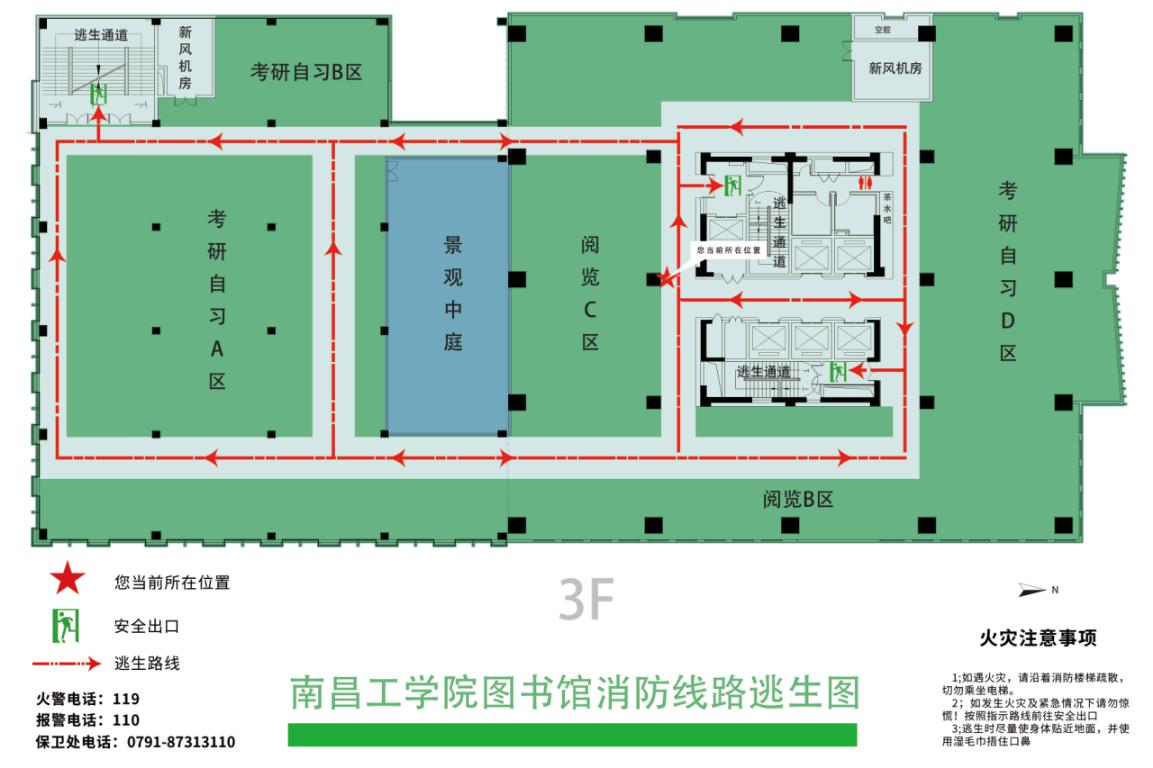 逃生通道
新风机房
考研自习B区
空腔
新风机房
考研自习A区
景观中庭
阅览C区
逃生通道
茶水吧
您当前所在位置
考研自习D区
逃生通道
阅览B区
您当前所在位置
安全出口
逃生路线
火警电话：119
报警电话：110
保卫处电话：0791-87313110
3F
南昌工学院图书馆消防线路逃生图
N
火灾注意事项
1;如遇火灾，请沿着消防楼梯疏散，
切勿乘坐电梯。
2；如发生火灾及紧急情况下请勿惊
慌！按照指示路线前往安全出口
3;逃生时尽量使身体贴近地面，并使
用湿毛巾捂住口鼻